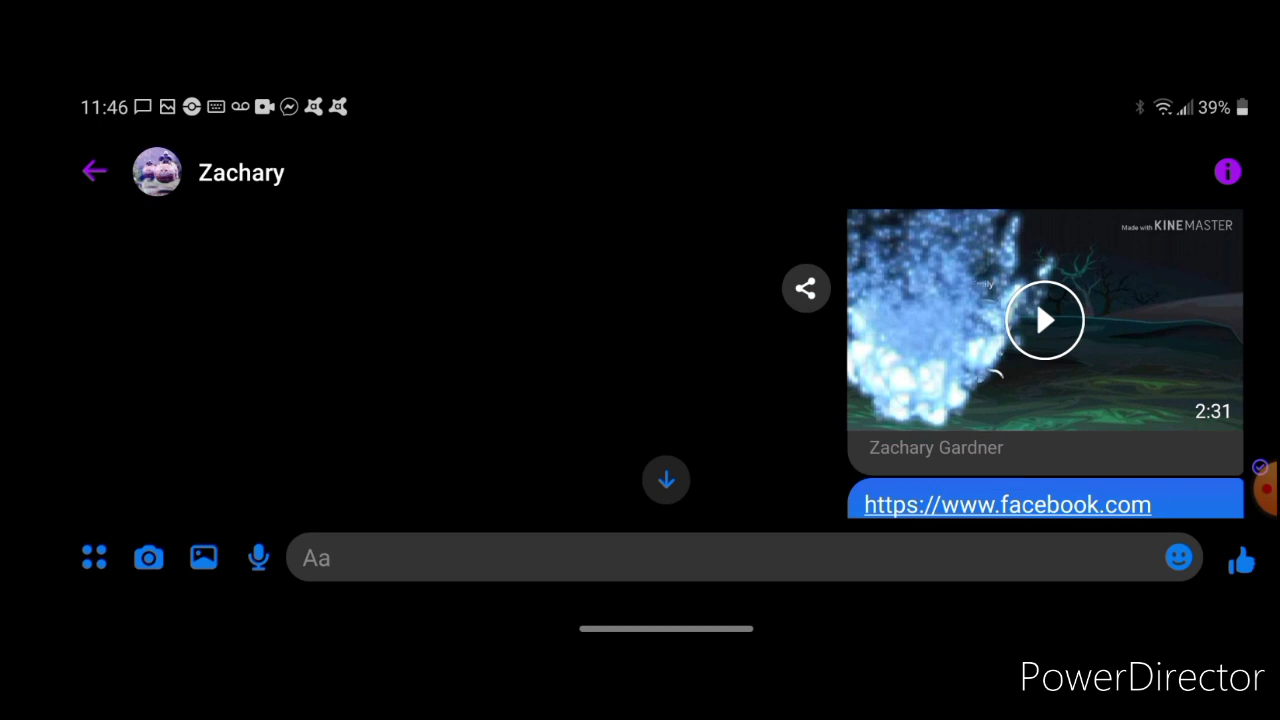 11:46
39%
Zachary
Made with KINEMASTER
2:31
Zachary Gardner
https://www.facebook.com
Aa
PowerDirector